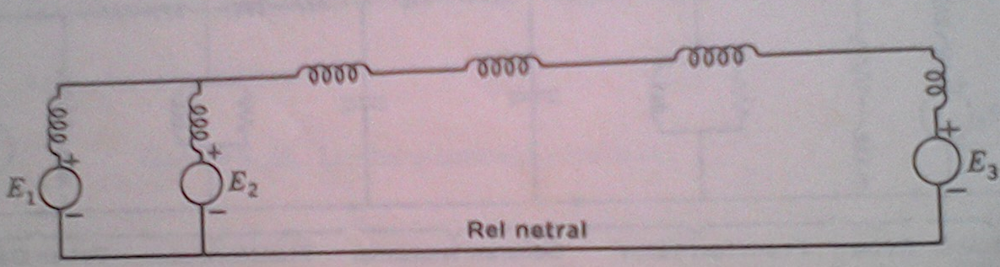 E₁
+
−
E₂
+
−
E₃
+
−
Rel netral